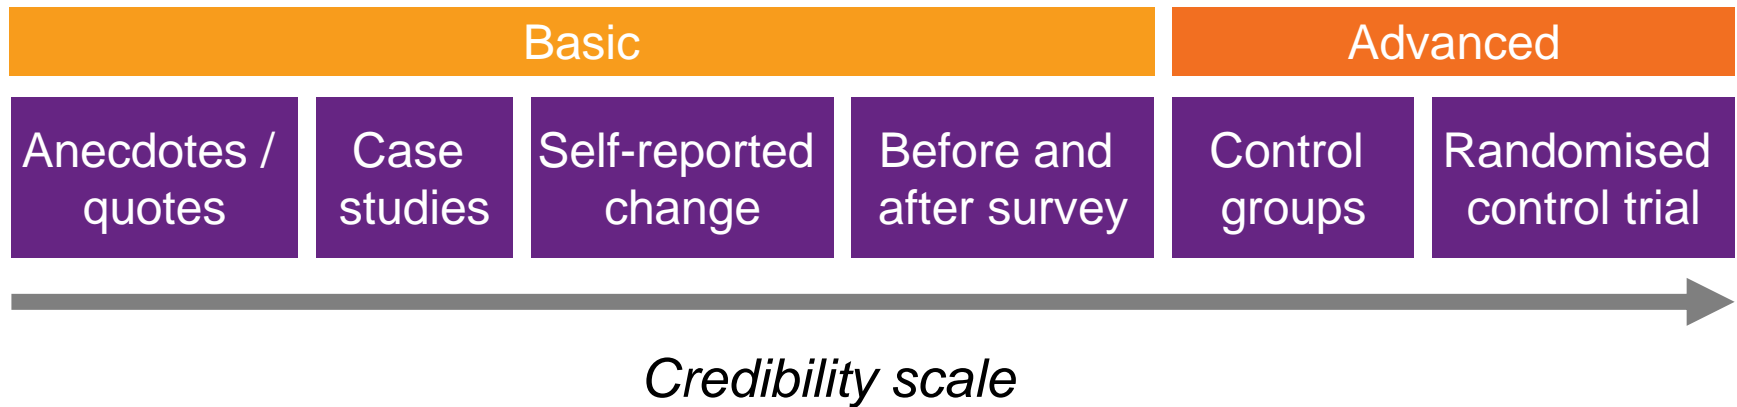 Basic
Advanced
Anecdotes /
quotes
Case
studies
Self-reported
change
Before and
after survey
Control
groups
Randomised
control trial
Credibility scale